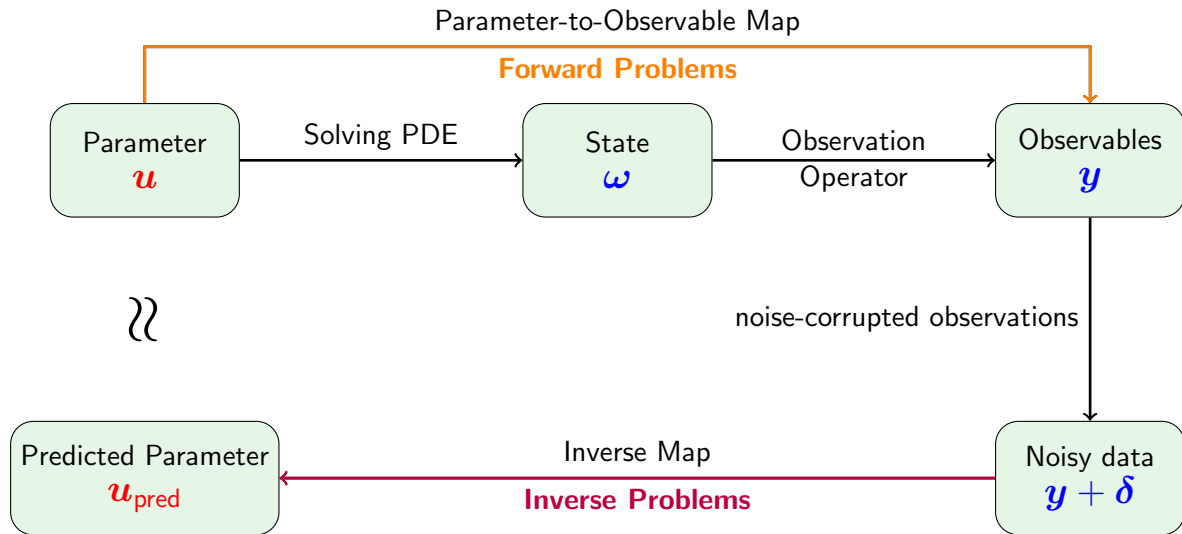 Parameter-to-Observable Map
Forward Problems
Parameter
u
Solving PDE
State
ω
Observation
Operator
Observables
y
≈
noise-corrupted observations
Predicted Parameter
u_pred
Inverse Map
Inverse Problems
Noisy data
y + δ